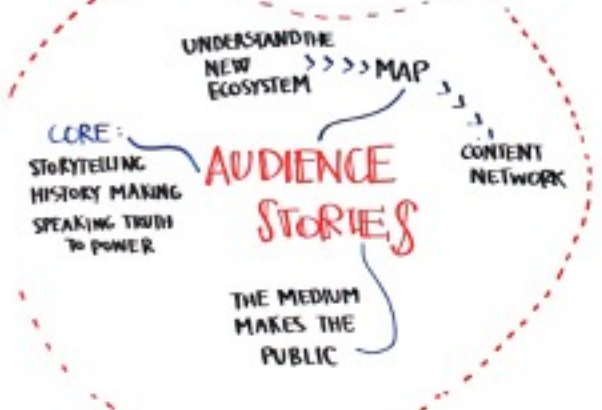 UNDERSTAND THE
NEW
ECOSYSTEM
MAP
CONTENT
NETWORK
CORE:
STORYTELLING
HISTORY MAKING
SPEAKING TRUTH
TO POWER
AUDIENCE
STORIES
THE MEDIUM
MAKES THE
PUBLIC